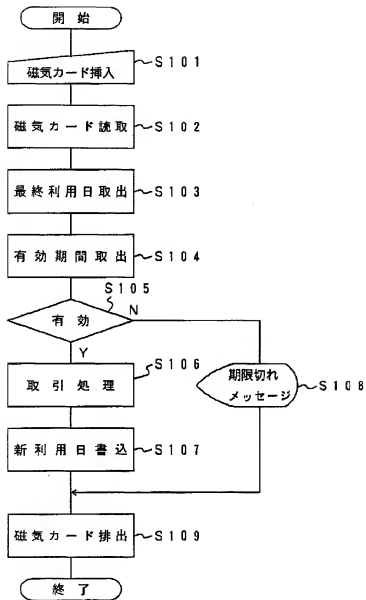 開始
磁気カード挿入
S101
磁気カード読取
S102
最終利用日取出
S103
有効期間取出
S104
S105
有効
N
Y
取引処理
S106
期限切れ
メッセージ
S108
新利用日書込
S107
磁気カード排出
S109
終了